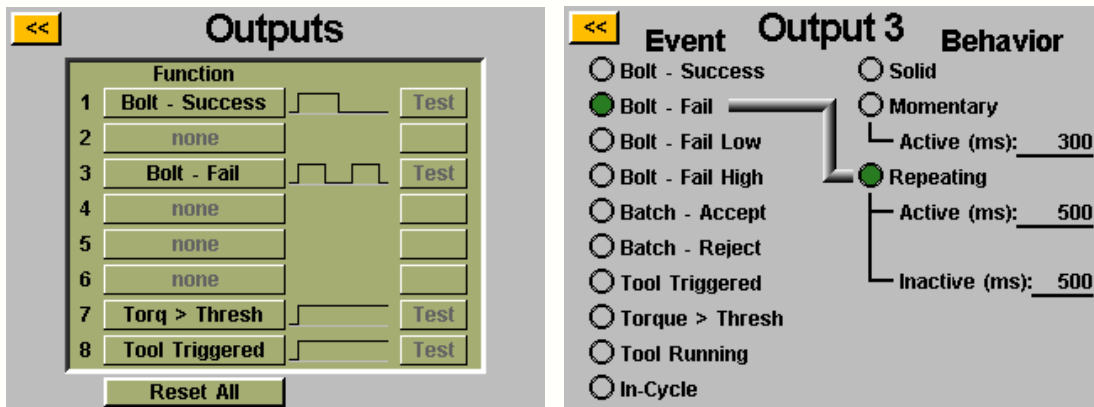 << Outputs
Function
1 Bolt - Success Test
2 none
3 Bolt - Fail Test
4 none
5 none
6 none
7 Torq > Thresh Test
8 Tool Triggered Test
Reset All
<< Output 3
Event Behavior
Bolt - Success Solid
Bolt - Fail Momentary
Bolt - Fail Low Active (ms): 300
Bolt - Fail High Repeating
Batch - Accept Active (ms): 500
Batch - Reject
Tool Triggered Inactive (ms): 500
Torque > Thresh
Tool Running
In-Cycle